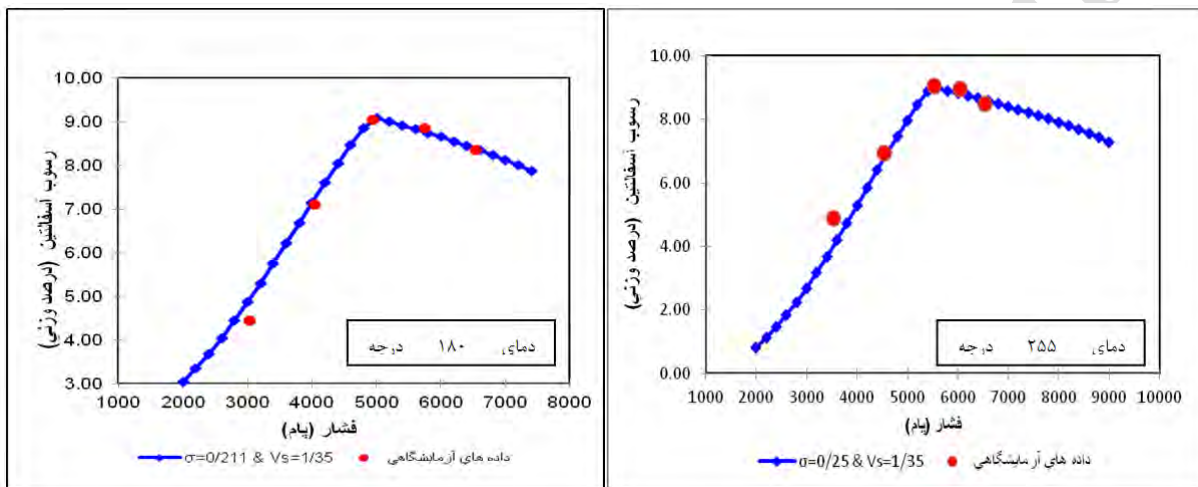 رسوب آسفالتین (درصد وزنی)
10.00
9.00
8.00
7.00
6.00
5.00
4.00
3.00
دمای ۱۸۰ درجه
1000 2000 3000 4000 5000 6000 7000 8000
فشار (پام)
σ=0/211 & Vs=1/35 داده های آزمایشگاهی
رسوب آسفالتین (درصد وزنی)
10.00
8.00
6.00
4.00
2.00
0.00
دمای ۲۵۵ درجه
1000 2000 3000 4000 5000 6000 7000 8000 9000 10000
فشار (پام)
σ=0/25 & Vs=1/35 داده های آزمایشگاهی